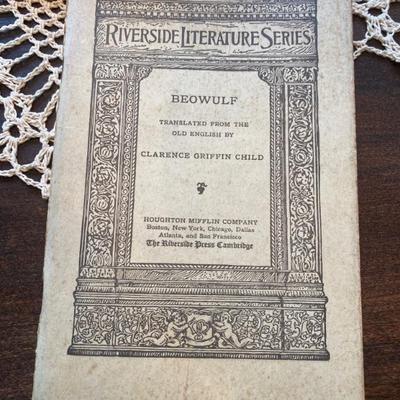 RIVERSIDE LITERATURE SERIES
BEOWULF
TRANSLATED FROM THE
OLD ENGLISH BY
CLARENCE GRIFFIN CHILD
HOUGHTON MIFFLIN COMPANY
Boston, New York, Chicago, Dallas
Atlanta, and San Francisco
The Riverside Press Cambridge